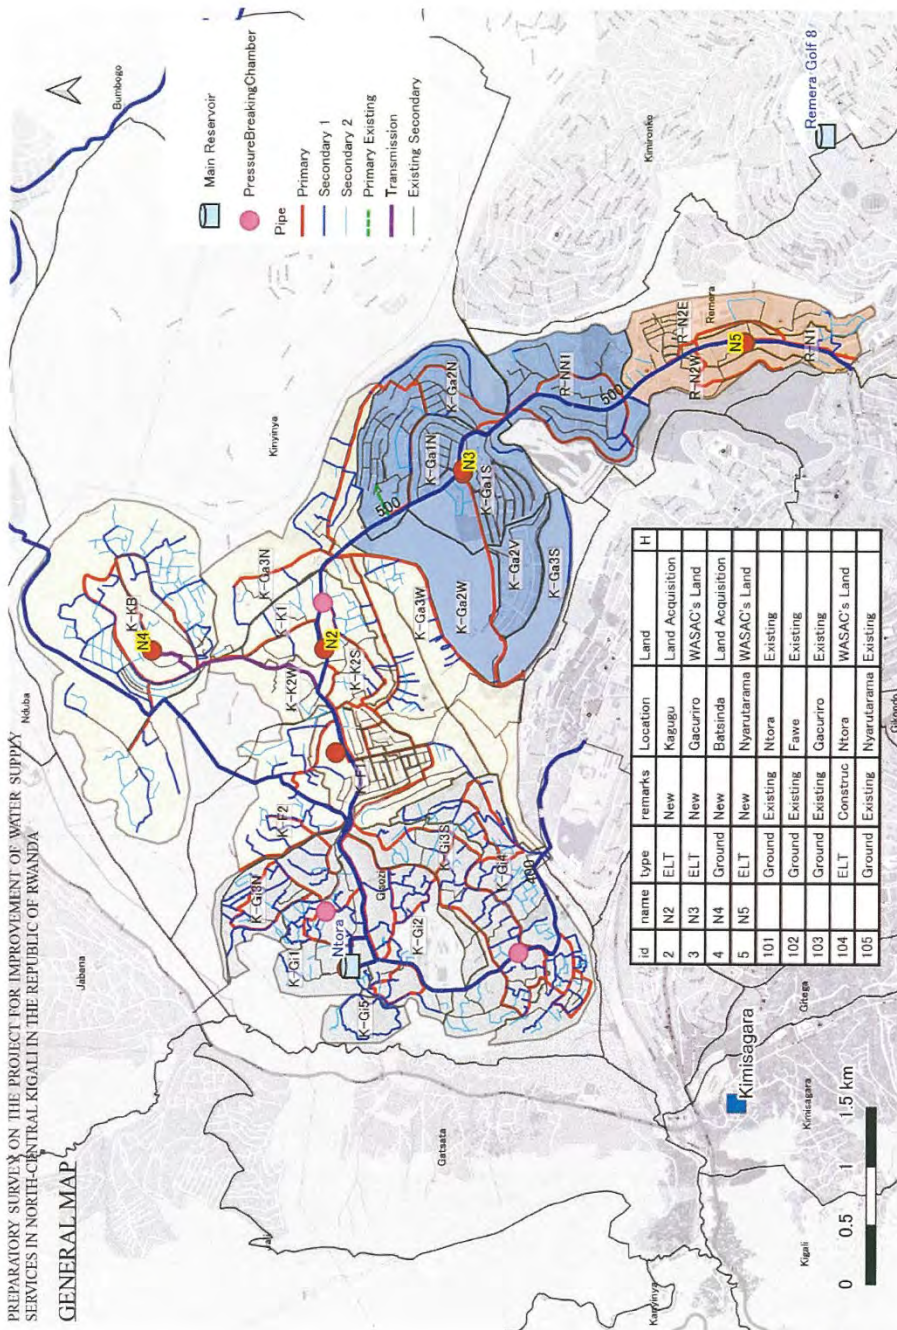 PREPARATORY SURVEY ON THE PROJECT FOR IMPROVEMENT OF WATER SUPPLY
SERVICES IN NORTH-CENTRAL KIGALI IN THE REPUBLIC OF RWANDA
GENERAL MAP
Bumbogo
Nduba
Jabana
Jali
Kinyinya
Gatsata
Kanyinya
Kigali
Kimisagara
Gitega
Kimironko
Remera
Gisozi
Main Reservoir
PressureBreakingChamber
Pipe
Primary
Secondary 1
Secondary 2
Primary Existing
Transmission
Existing Secondary
Remera Golf 8
Kimisagara
Ntora
N4
K-KB
K-Ga3N
K-K1
N2
K-K2W
K-K2S
K-F2
K-Gi3N
K-Gi1
K-Gi5
K-Gi2
K-Gi3S
K-Gi4
400
K-Ga3W
K-Ga2W
K-Ga2V
K-Ga3S
K-Ga1S
K-Ga1N
K-Ga2N
N3
500
R-NN1
500
R-N2E
R-N2W
N5
R-N1
id name type remarks Location Land H
2 N2 ELT New Kagugu Land Acquisition
3 N3 ELT New Gacuriro WASAC's Land
4 N4 Ground New Batsinda Land Acquisition
5 N5 ELT New Nyarutarama WASAC's Land
101 Ground Existing Ntora Existing
102 Ground Existing Fawe Existing
103 Ground Existing Gacuriro Existing
104 ELT Construc Ntora WASAC's Land
105 Ground Existing Nyarutarama Existing
0 0.5 1 1.5 km